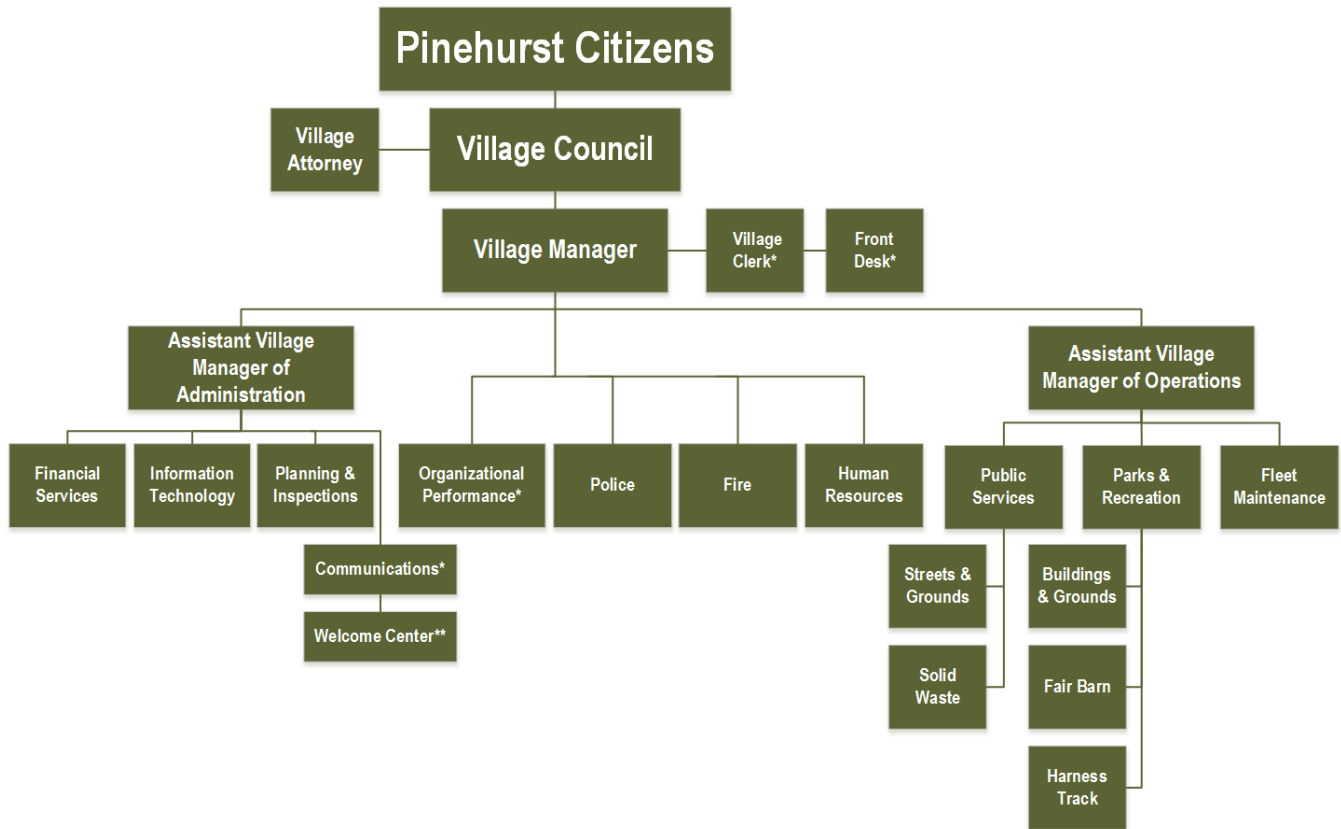 Pinehurst Citizens
Village
Attorney
Village Council
Village Manager
Village
Clerk*
Front
Desk*
Assistant Village
Manager of
Administration
Assistant Village
Manager of Operations
Financial
Services
Information
Technology
Planning &
Inspections
Organizational
Performance*
Police
Fire
Human
Resources
Public
Services
Parks &
Recreation
Fleet
Maintenance
Communications*
Welcome Center**
Streets &
Grounds
Buildings
& Grounds
Solid
Waste
Fair Barn
Harness
Track